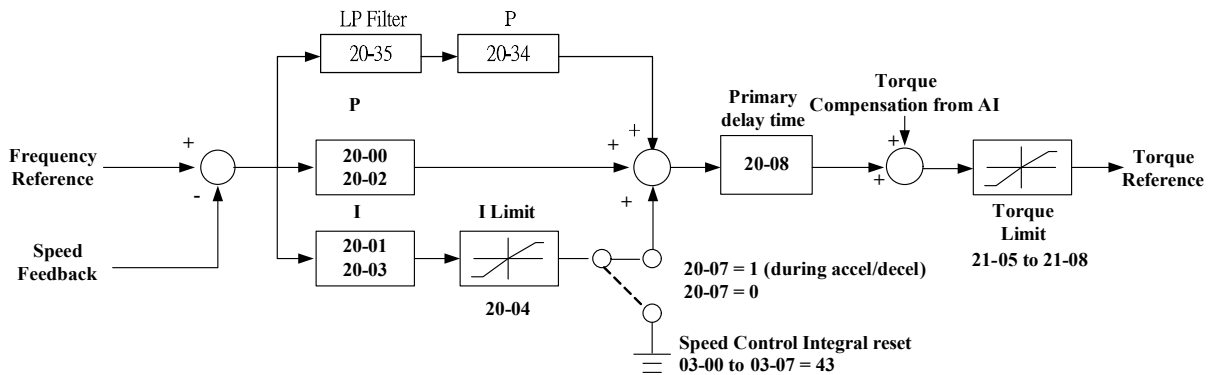 LP Filter
20-35
P
20-34
P
20-00
20-02
I
20-01
20-03
I Limit
20-04
Frequency
Reference
+
-
Speed
Feedback
+
+
+
Primary
delay time
20-08
Torque
Compensation from AI
+
+
Torque
Limit
21-05 to 21-08
Torque
Reference
20-07 = 1 (during accel/decel)
20-07 = 0
Speed Control Integral reset
03-00 to 03-07 = 43